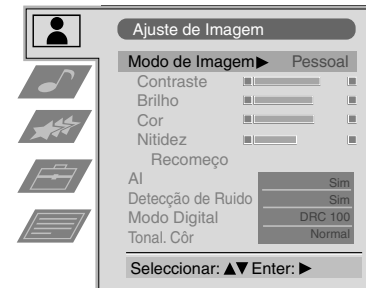 Ajuste de Imagem
Modo de Imagem▶ Pessoal
Contraste
Brilho
Cor
Nitidez
Recomeço
AI Sim
Detecção de Ruido Sim
Modo Digital DRC 100
Tonal. Côr Normal
Seleccionar: ▲▼ Enter: ▶